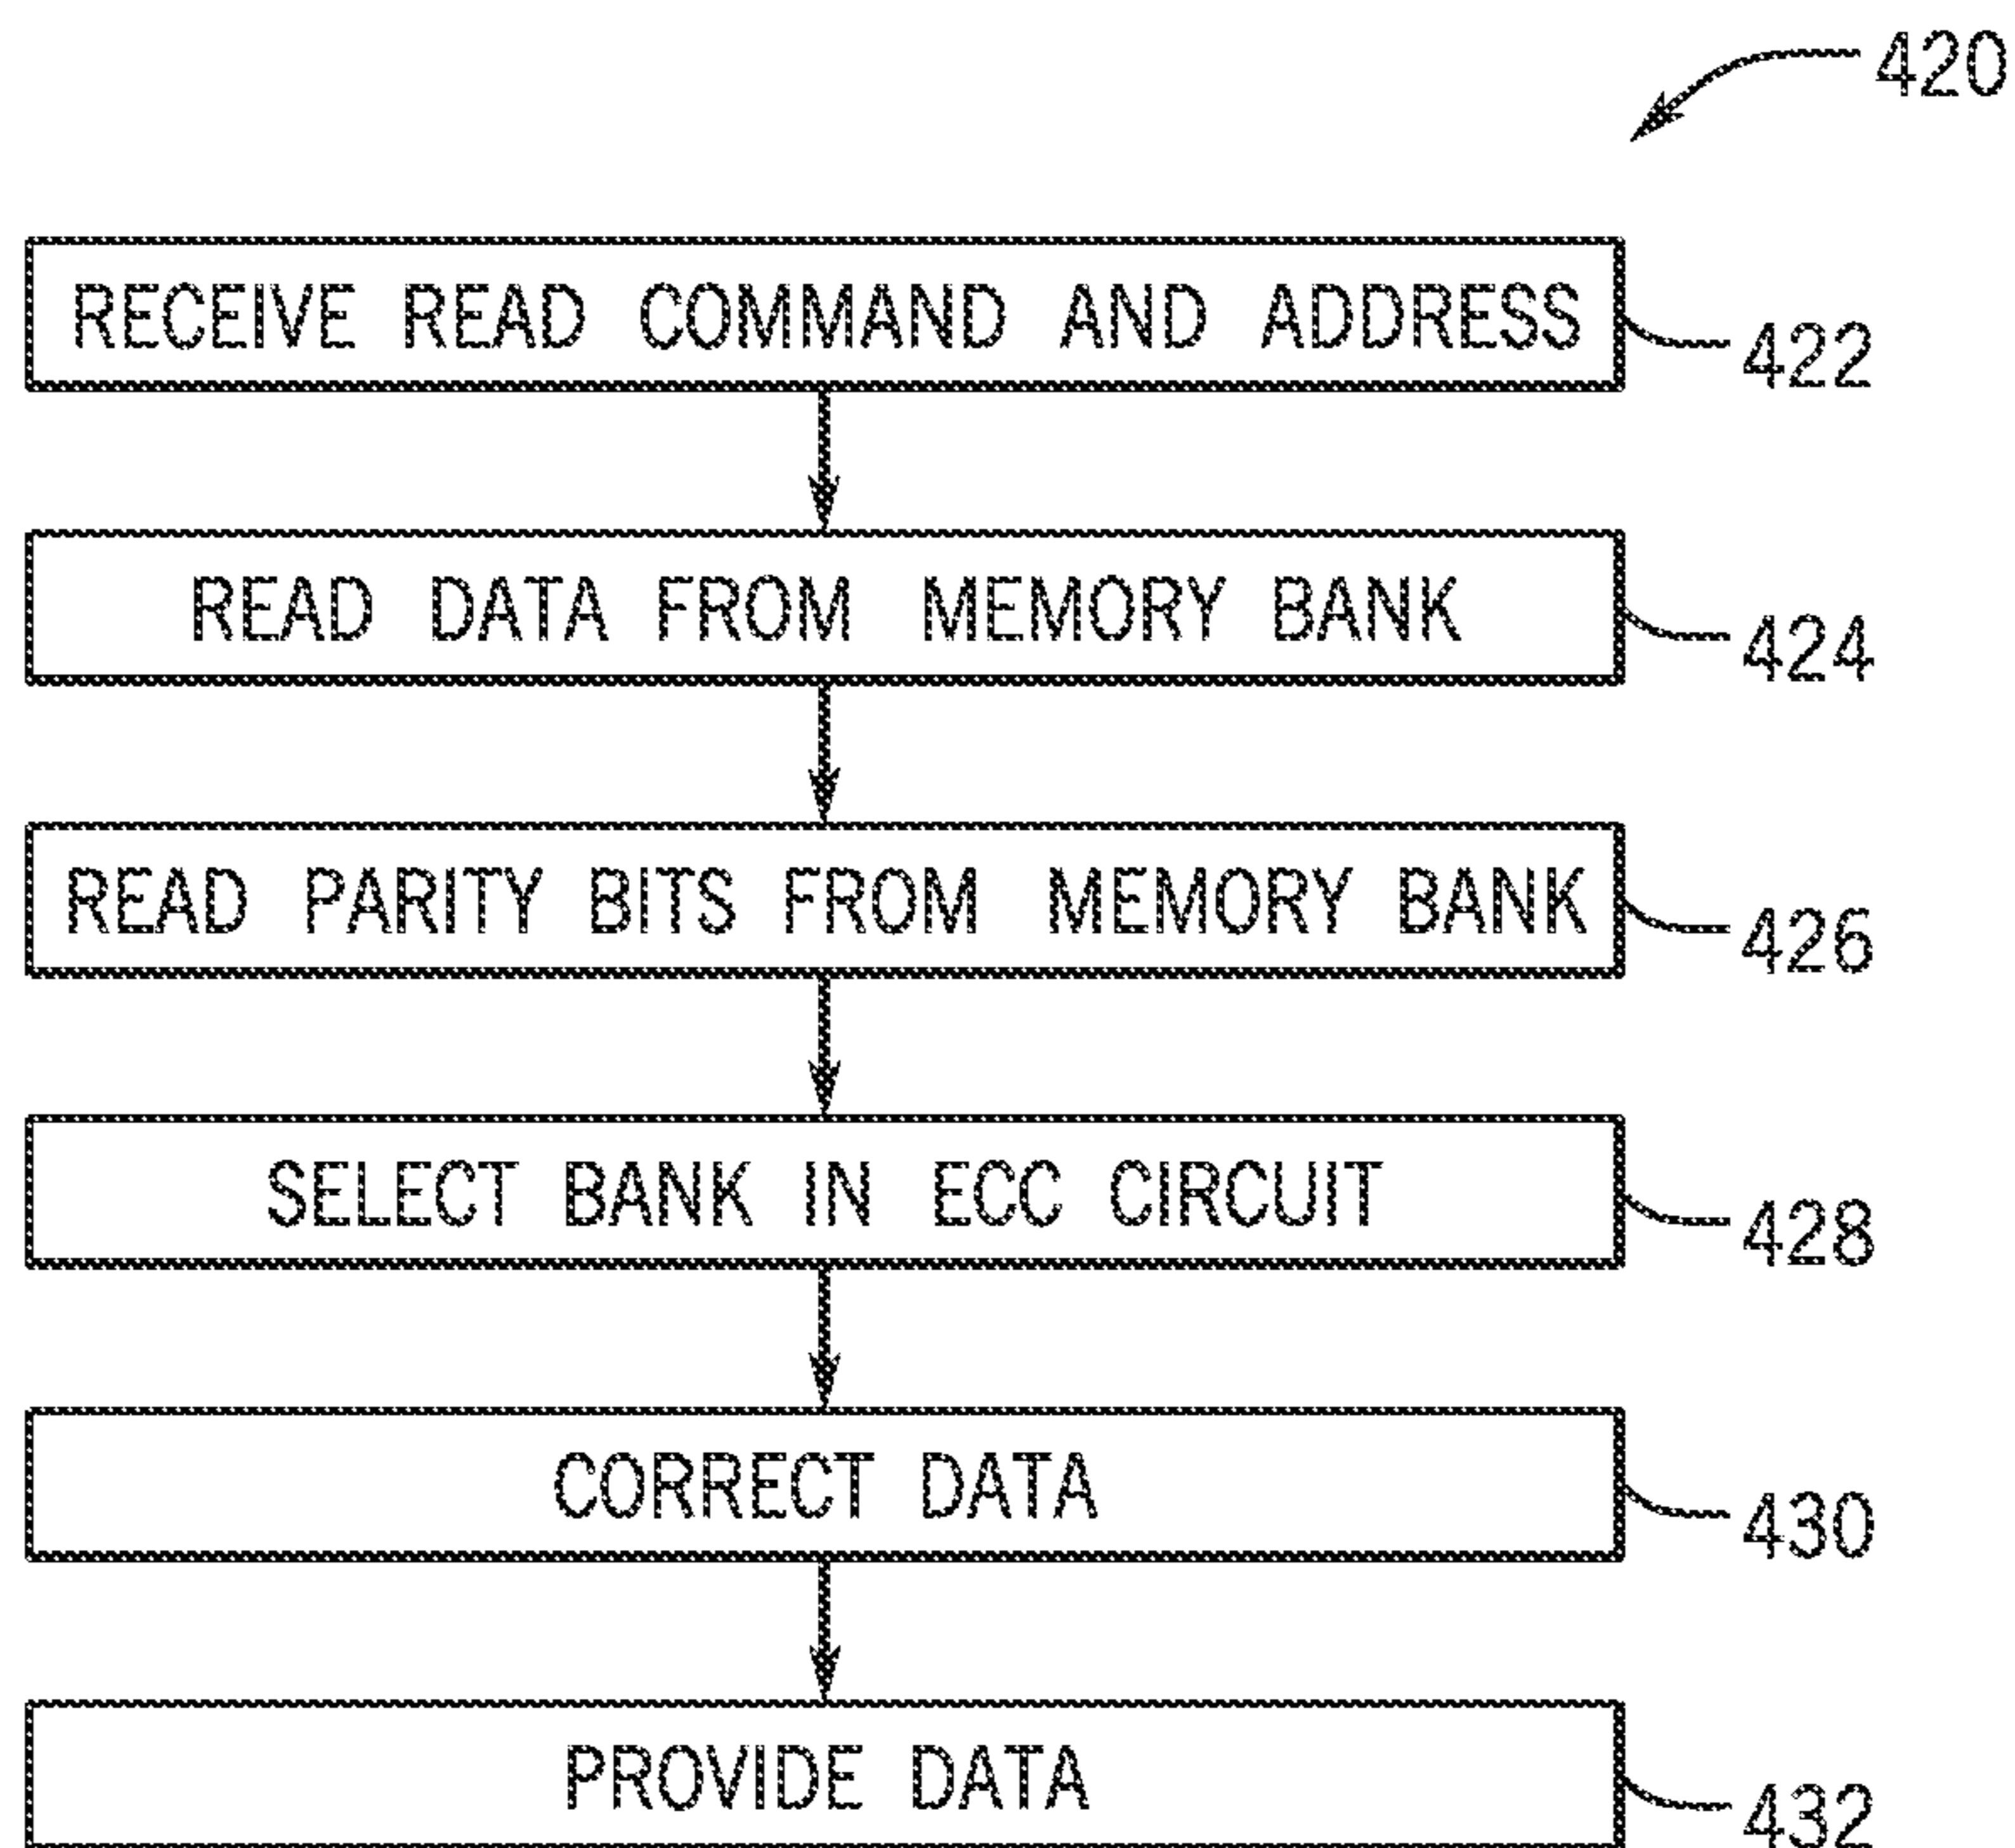 420
RECEIVE READ COMMAND AND ADDRESS
422
READ DATA FROM MEMORY BANK
424
READ PARITY BITS FROM MEMORY BANK
426
SELECT BANK IN ECC CIRCUIT
428
CORRECT DATA
430
PROVIDE DATA
432